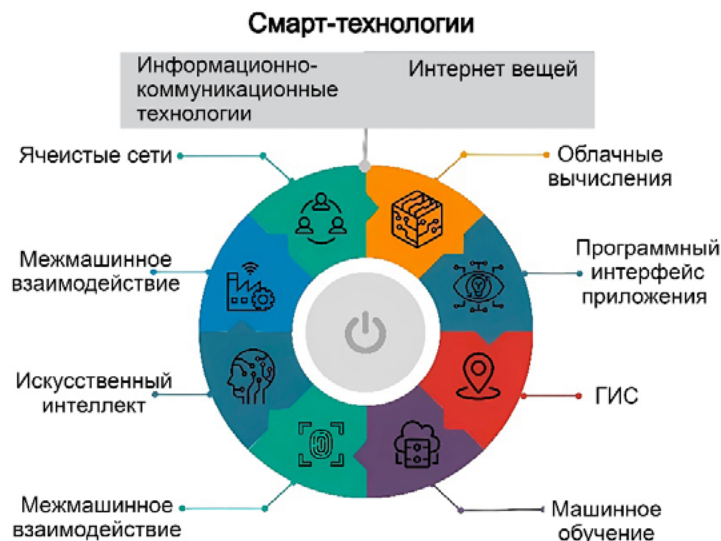 Смарт-технологии
Информационно-
коммуникационные
технологии
Интернет вещей
Ячеистые сети
Облачные
вычисления
Межмашинное
взаимодействие
Программный
интерфейс
приложения
Искусственный
интеллект
ГИС
Межмашинное
взаимодействие
Машинное
обучение